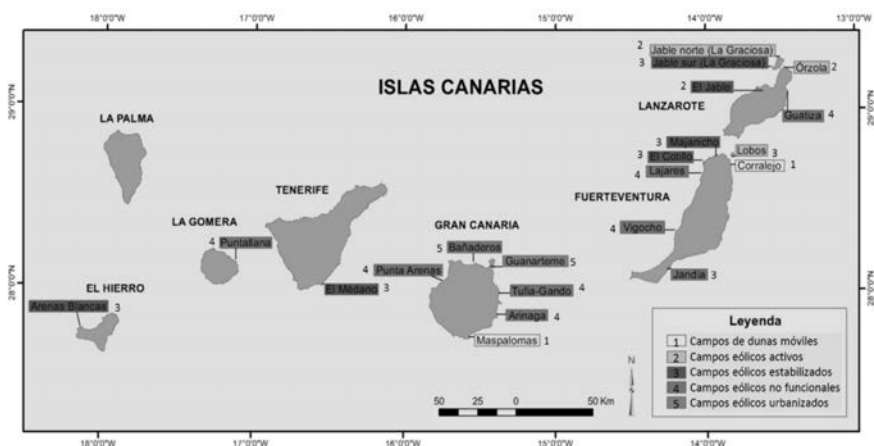 18°0'0"W 17°0'0"W 16°0'0"W 15°0'0"W 14°0'0"W 13°0'0"W
ISLAS CANARIAS
2 Jable norte (La Graciosa)
3 Jable sur (La Graciosa)
Órzola 2
2 El Jable
LANZAROTE
Guatiza 4
29°0'0"N
29°0'0"N
LA PALMA
3 Majanicho
3 El Cotillo
4 Lajares
Lobos 3
Corralejo 1
TENERIFE
FUERTEVENTURA
LA GOMERA
4 Puntallana
GRAN CANARIA
5 Bañaderos
Guanarteme 5
4 Vigocho
4 Punta Arenas
28°0'0"N
28°0'0"N
EL HIERRO
El Médano 3
Tufia-Gando 4
Jandía 3
Arenas Blancas 3
Arinaga 4
Maspalomas 1
Leyenda
1 Campos de dunas móviles
2 Campos eólicos activos
3 Campos eólicos estabilizados
4 Campos eólicos no funcionales
5 Campos eólicos urbanizados
N
S
50 25 0 50 Km
18°0'0"W 17°0'0"W 16°0'0"W 15°0'0"W 14°0'0"W